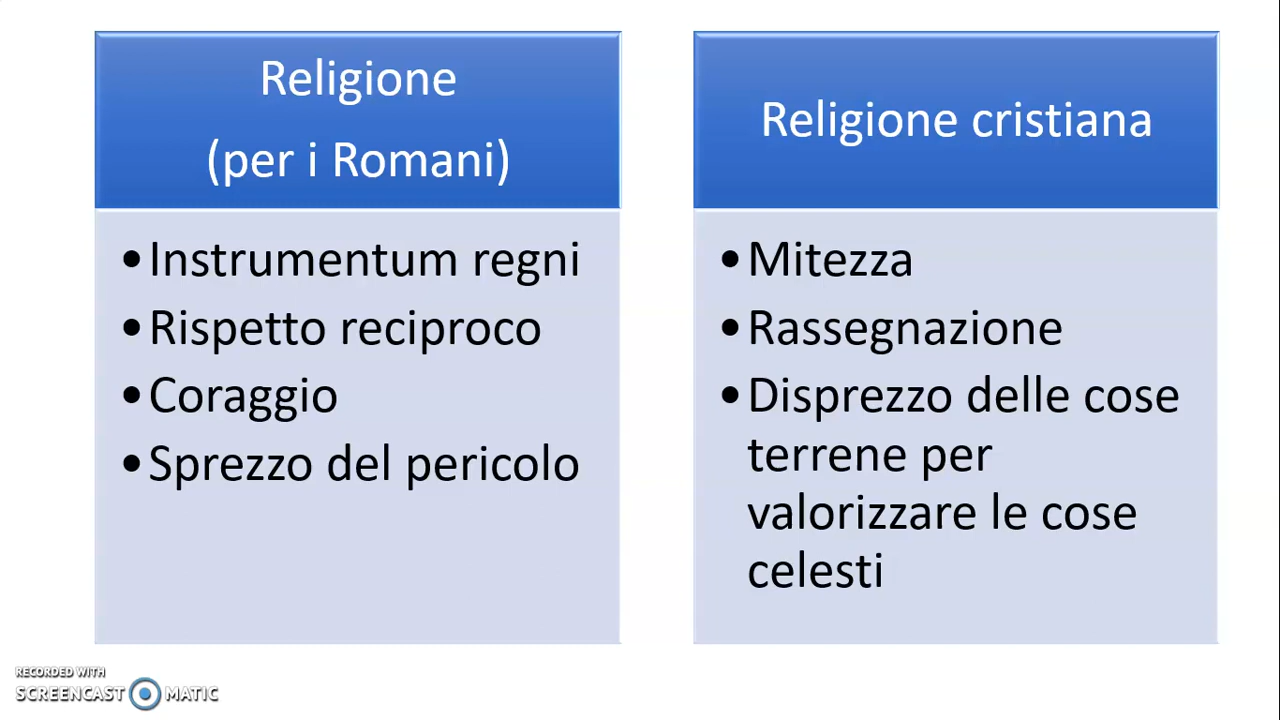 Religione
(per i Romani)
•Instrumentum regni
•Rispetto reciproco
•Coraggio
•Sprezzo del pericolo
Religione cristiana
•Mitezza
•Rassegnazione
•Disprezzo delle cose
terrene per
valorizzare le cose
celesti
RECORDED WITH
SCREENCAST MATIC